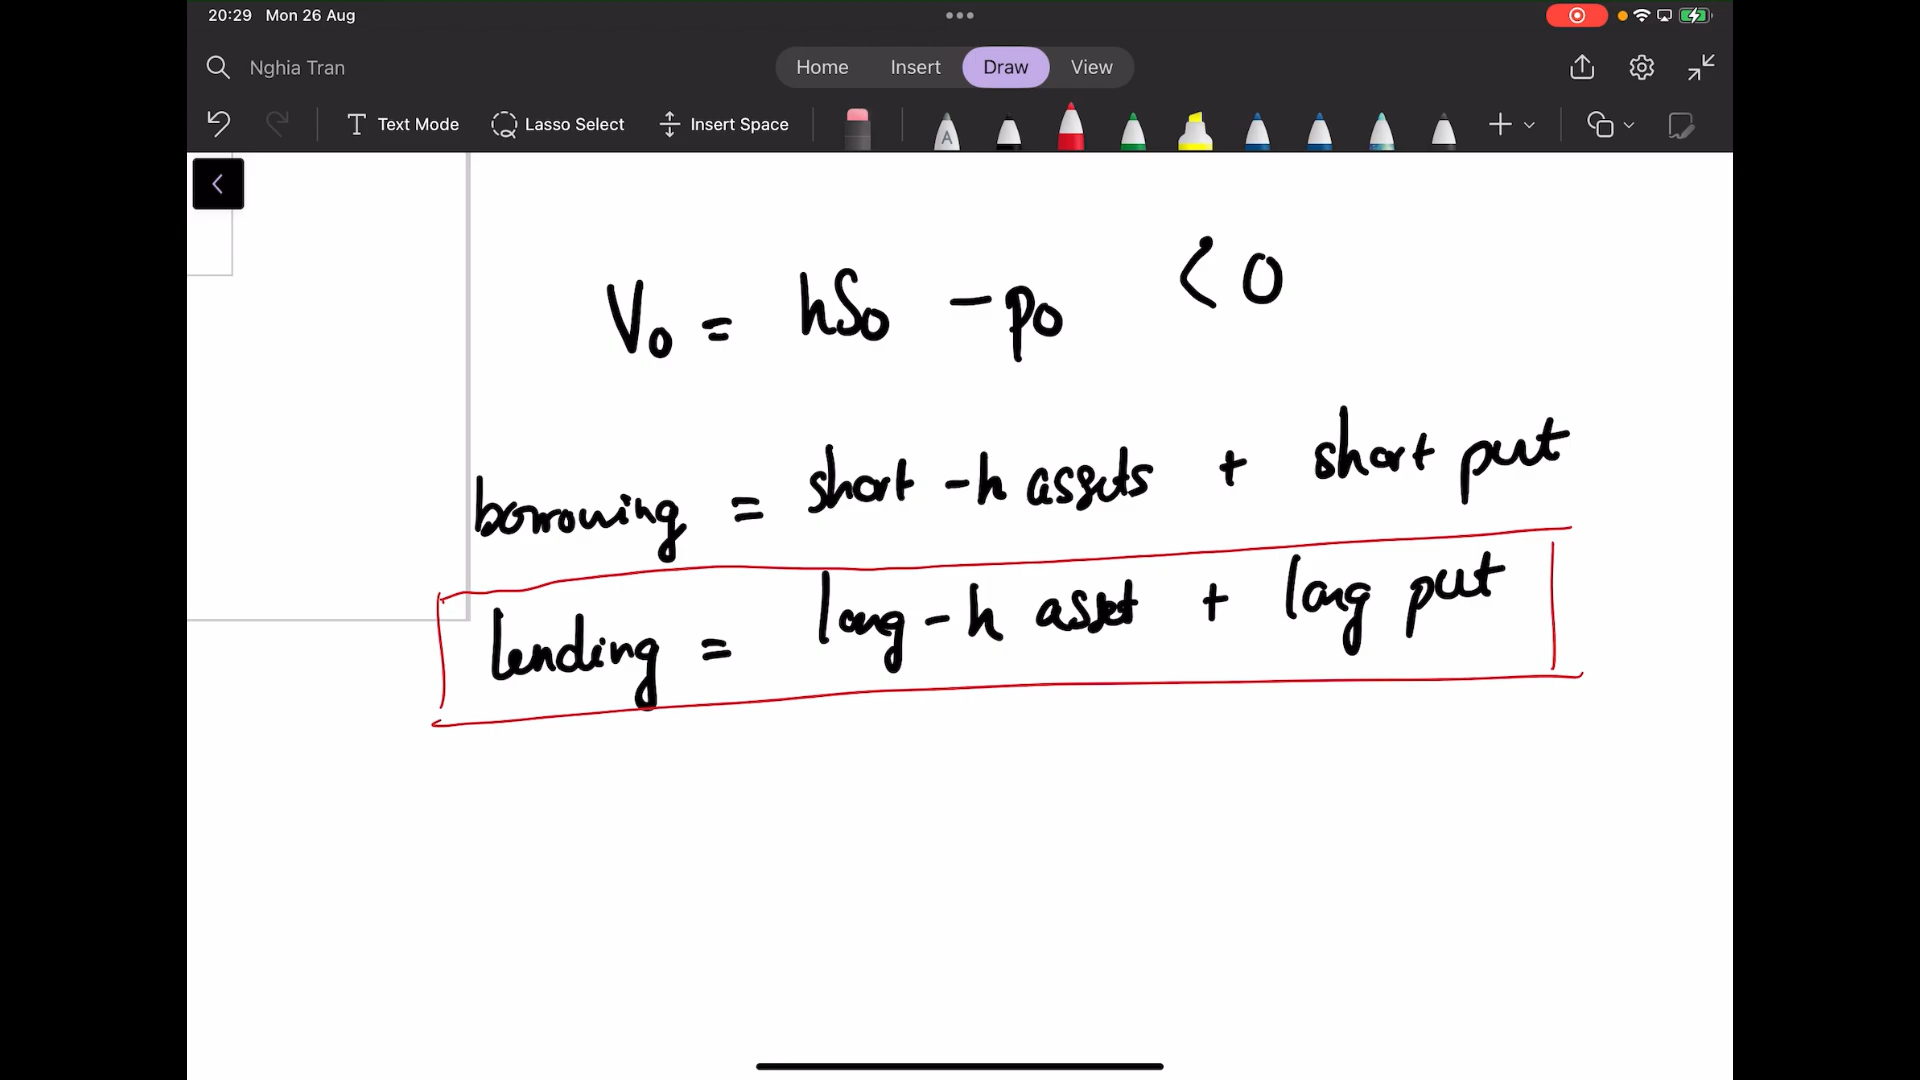 20:29 Mon 26 Aug
Nghia Tran
Home Insert Draw View
Text Mode Lasso Select Insert Space A
V₀ = hS₀ - p₀ < 0
borrowing = short -h assets + short put
lending = long -h asset + long put